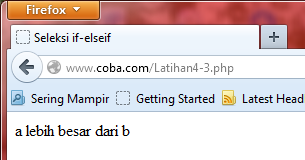 Firefox
Seleksi if-elseif
www.coba.com/Latihan4-3.php
Sering Mampir Getting Started Latest Head
a lebih besar dari b